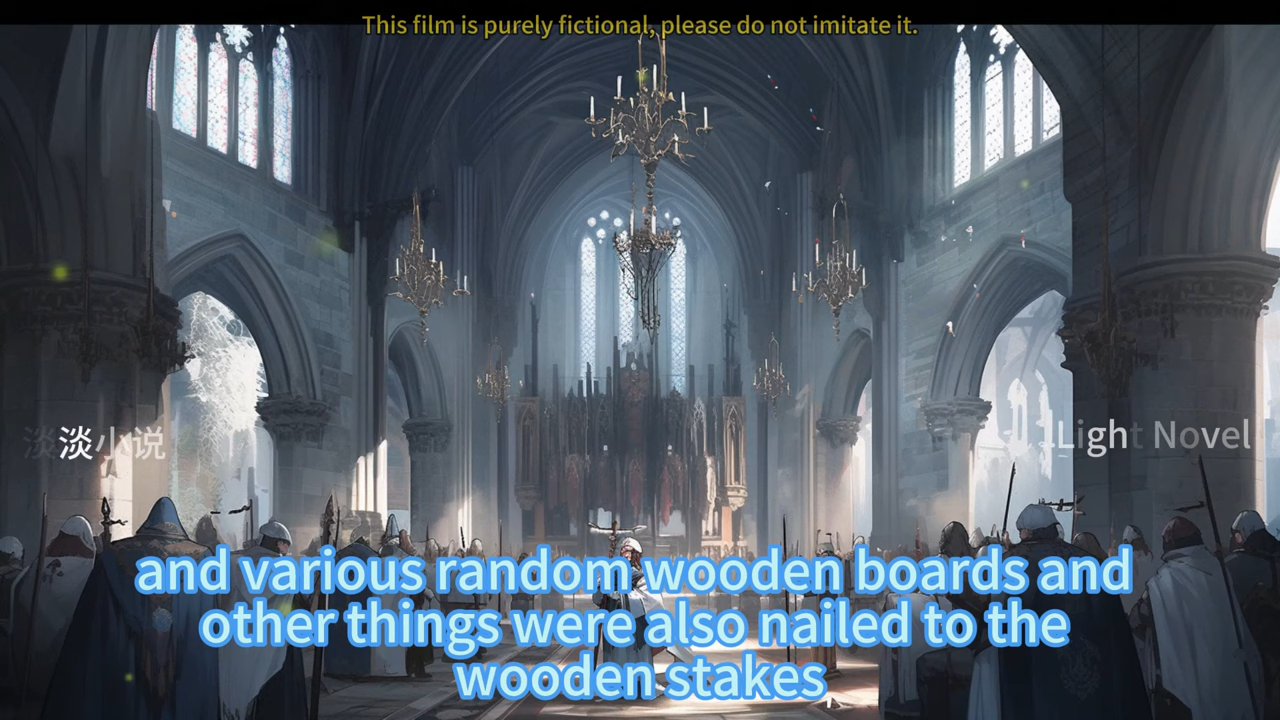 This film is purely fictional, please do not imitate it.
淡淡小说
Light Novel
and various random wooden boards and
other things were also nailed to the
wooden stakes